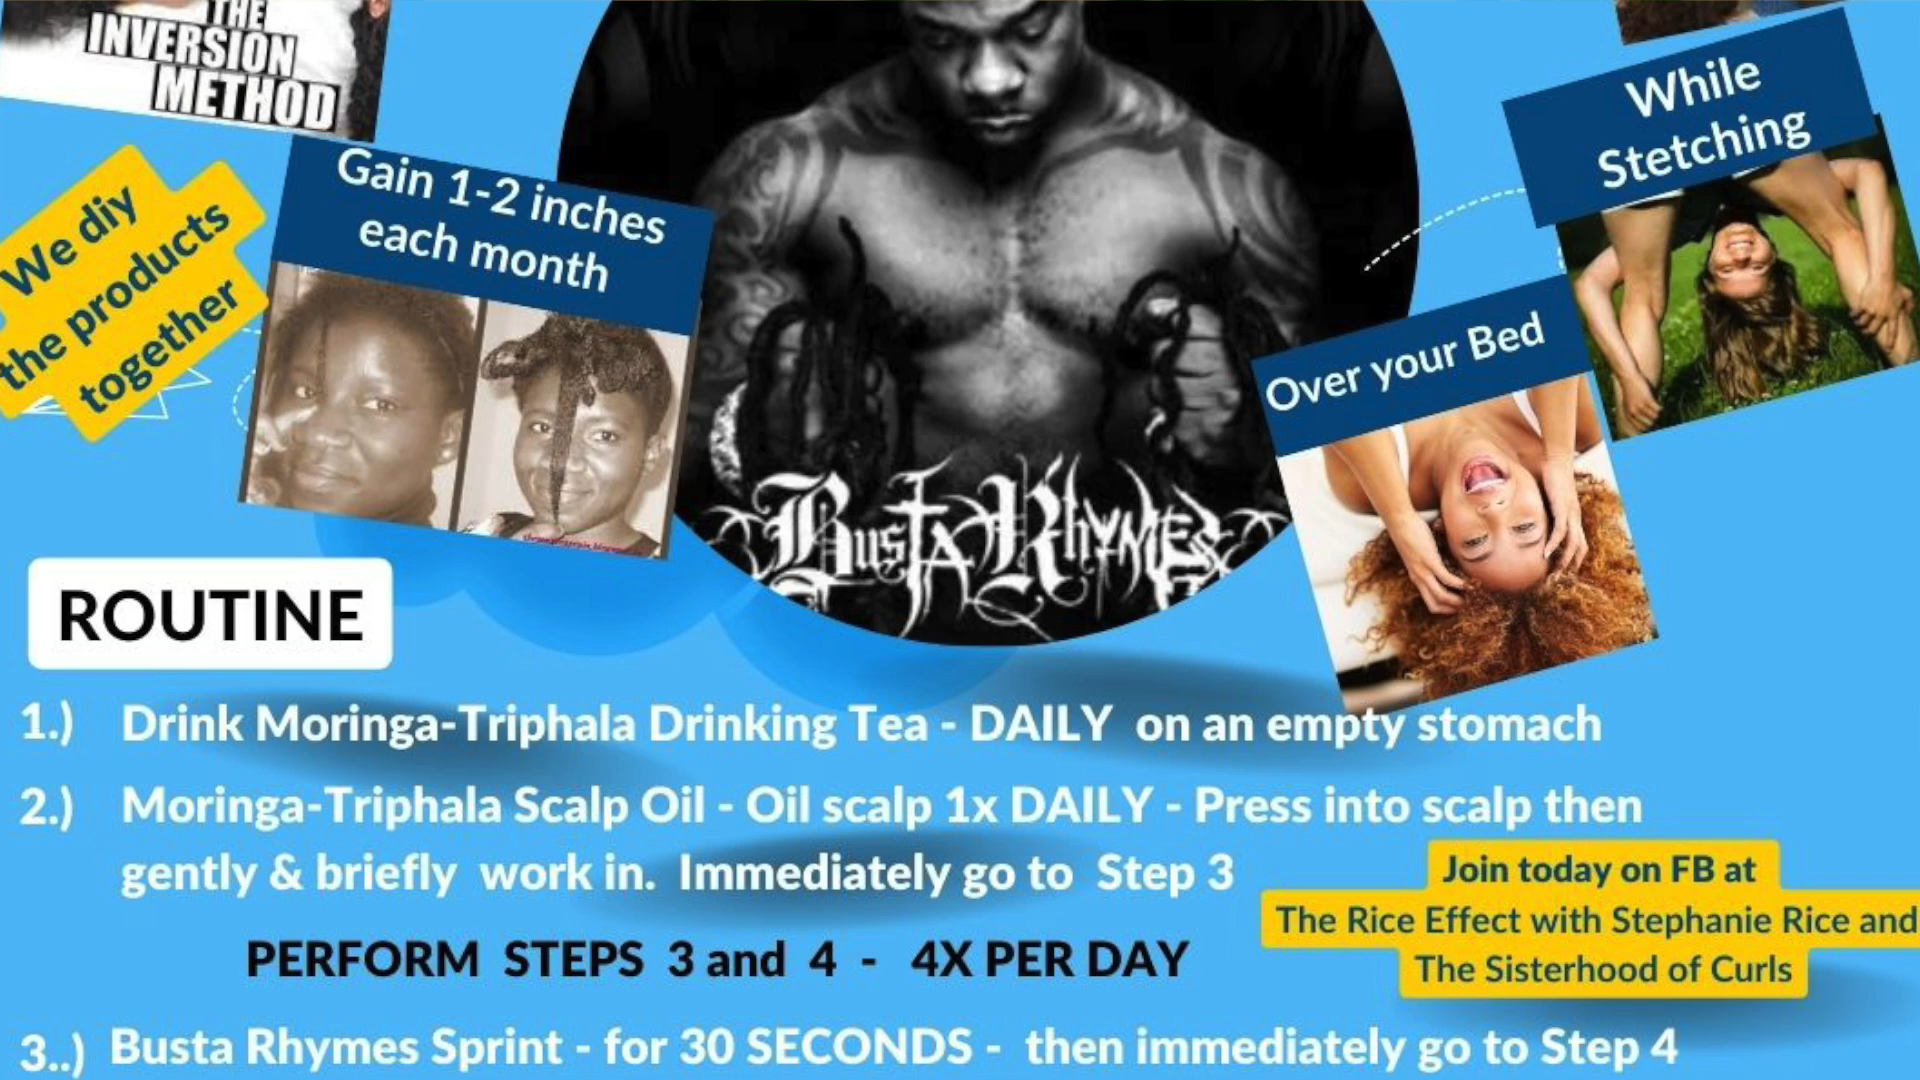 THE
INVERSION
METHOD
We diy
the products
together
Gain 1-2 inches
each month
Busta Rhymes
While
Stetching
Over your Bed
ROUTINE
1.) Drink Moringa-Triphala Drinking Tea - DAILY on an empty stomach
2.) Moringa-Triphala Scalp Oil - Oil scalp 1x DAILY - Press into scalp then
gently & briefly work in. Immediately go to Step 3
Join today on FB at
The Rice Effect with Stephanie Rice and
The Sisterhood of Curls
PERFORM STEPS 3 and 4 - 4X PER DAY
3..) Busta Rhymes Sprint - for 30 SECONDS - then immediately go to Step 4